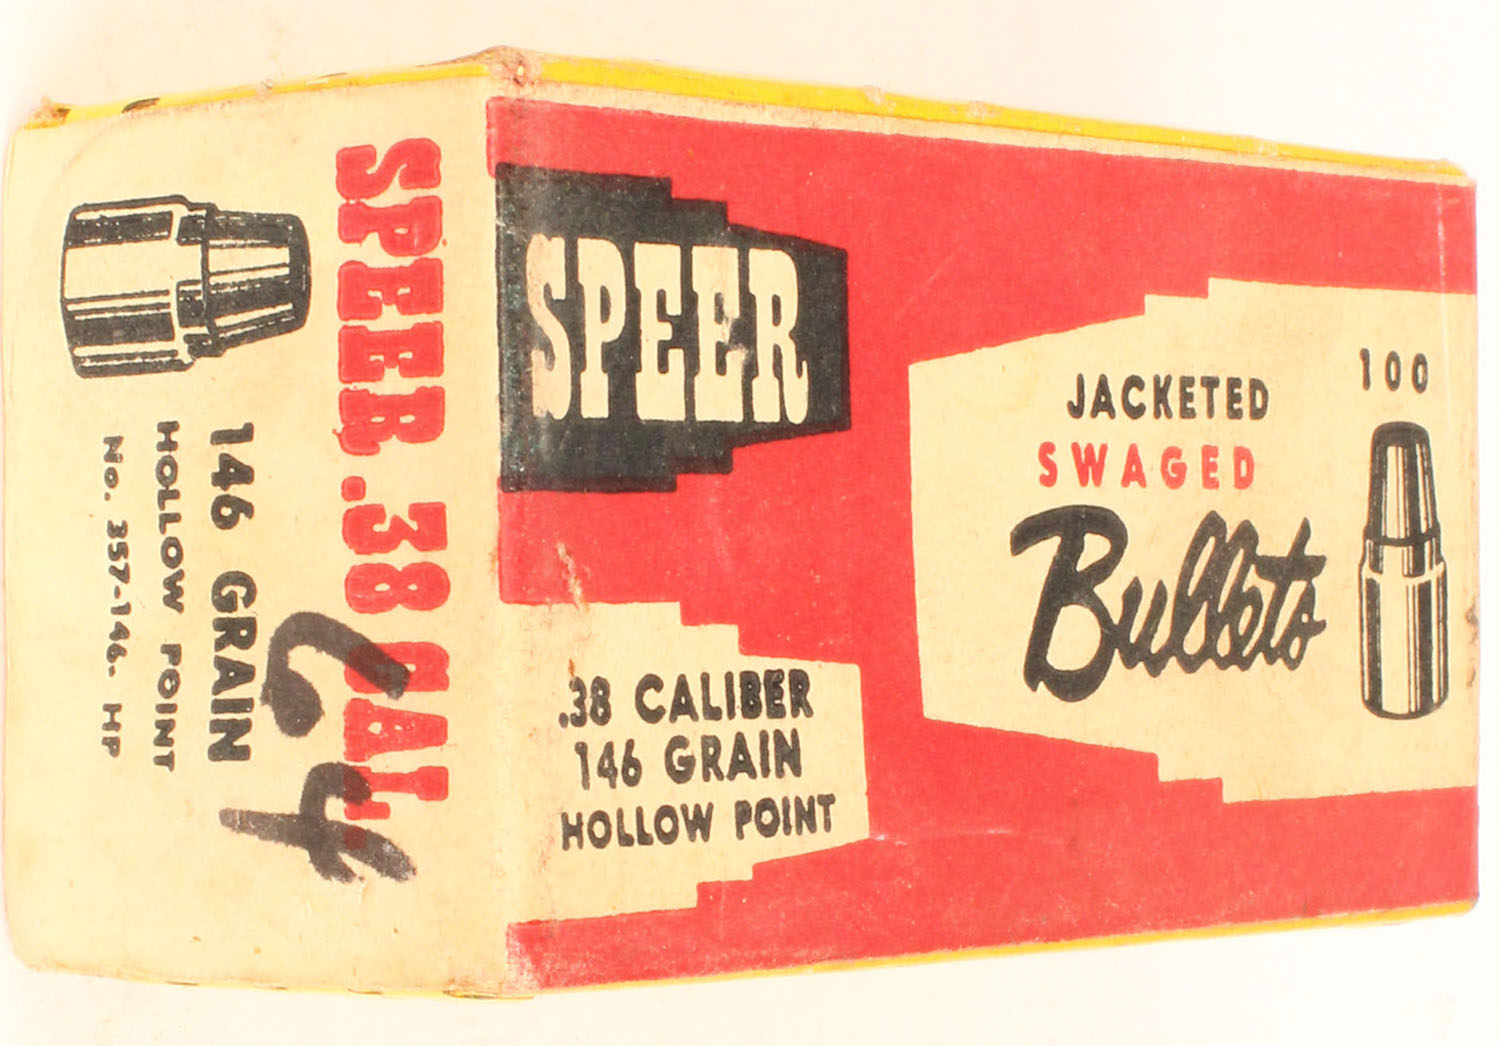 SPEER .38 CAL.
146 GRAIN
HOLLOW POINT
No. 357-146. HP
64
SPEER
.38 CALIBER
146 GRAIN
HOLLOW POINT
JACKETED
SWAGED
Bullets
100